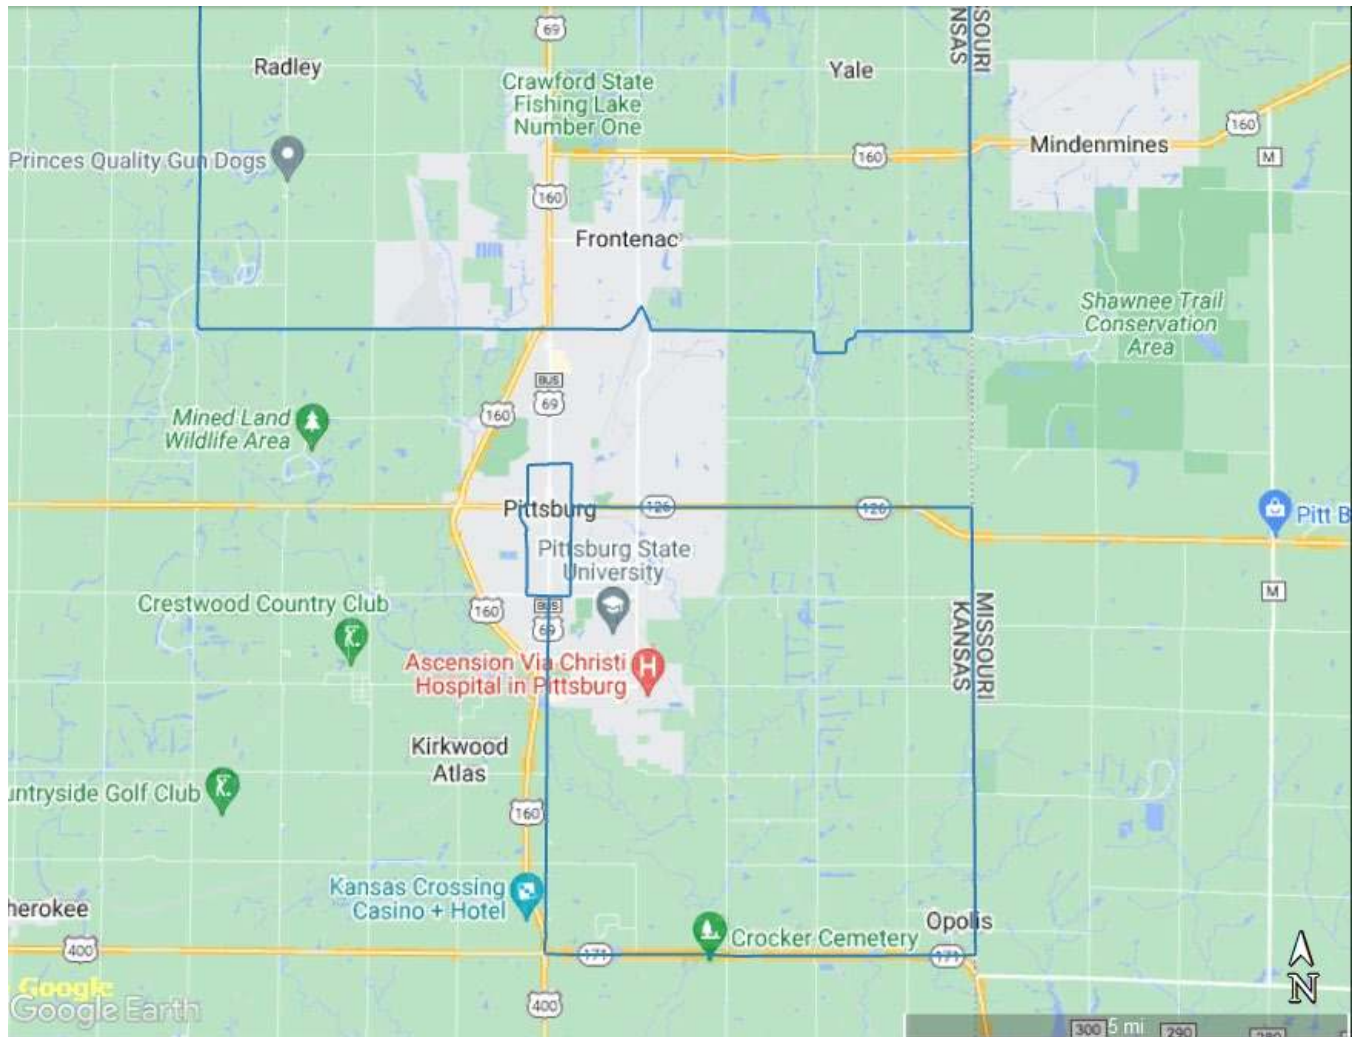 69
MISSOURI
KANSAS
Radley
Yale
Crawford State
Fishing Lake
Number One
160
Mindenmines
M
Princes Quality Gun Dogs
160
160
Frontenac
Shawnee Trail
Conservation
Area
BUS
69
Mined Land
Wildlife Area
160
Pittsburg
126
126
Pitt B
Pittsburg State
University
M
Crestwood Country Club
160
BUS
69
MISSOURI
KANSAS
Ascension Via Christi
Hospital in Pittsburg
H
Kirkwood
Atlas
untryside Golf Club
160
Kansas Crossing
Casino + Hotel
herokee
Opolis
Crocker Cemetery
400
171
171
N
Google
Google Earth
400
300
5 mi
290